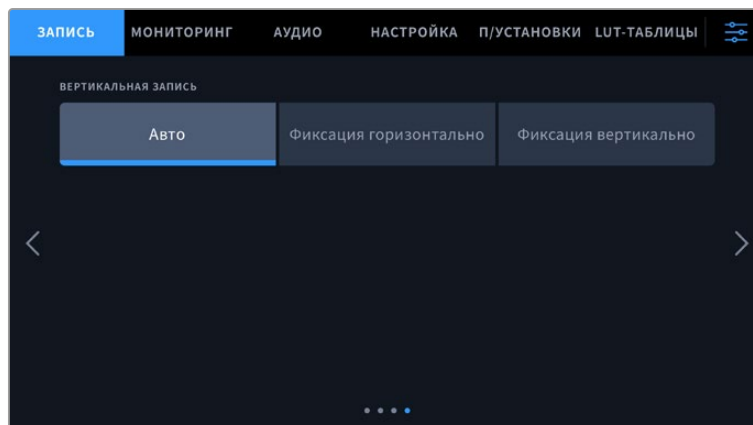 ЗАПИСЬ МОНИТОРИНГ АУДИО НАСТРОЙКА П/УСТАНОВКИ LUT-ТАБЛИЦЫ
ВЕРТИКАЛЬНАЯ ЗАПИСЬ
Авто Фиксация горизонтально Фиксация вертикально